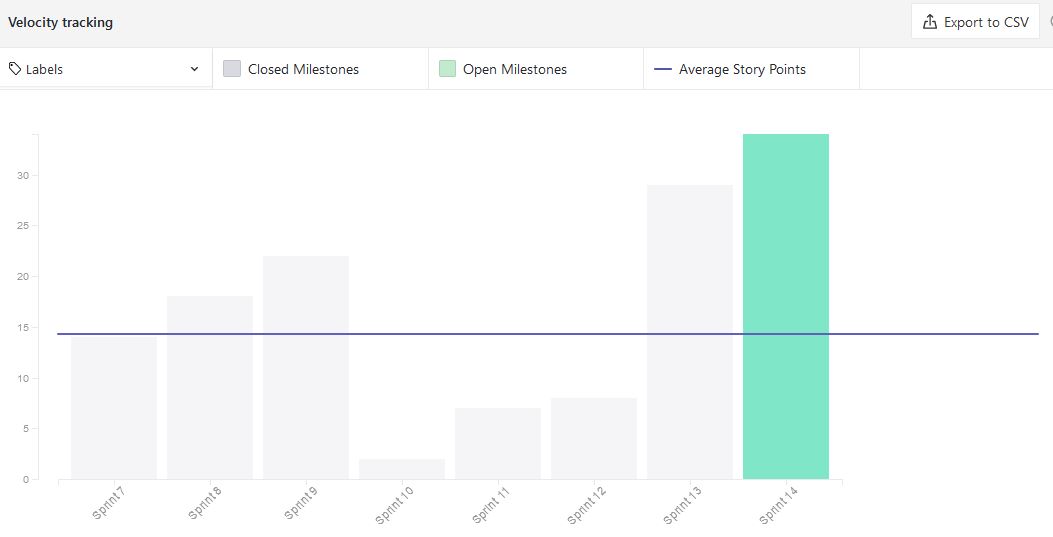 Velocity tracking
Export to CSV
Labels
Closed Milestones
Open Milestones
Average Story Points
30
25
20
15
10
5
0
Sprint 7
Sprint 8
Sprint 9
Sprint 10
Sprint 11
Sprint 12
Sprint 13
Sprint 14